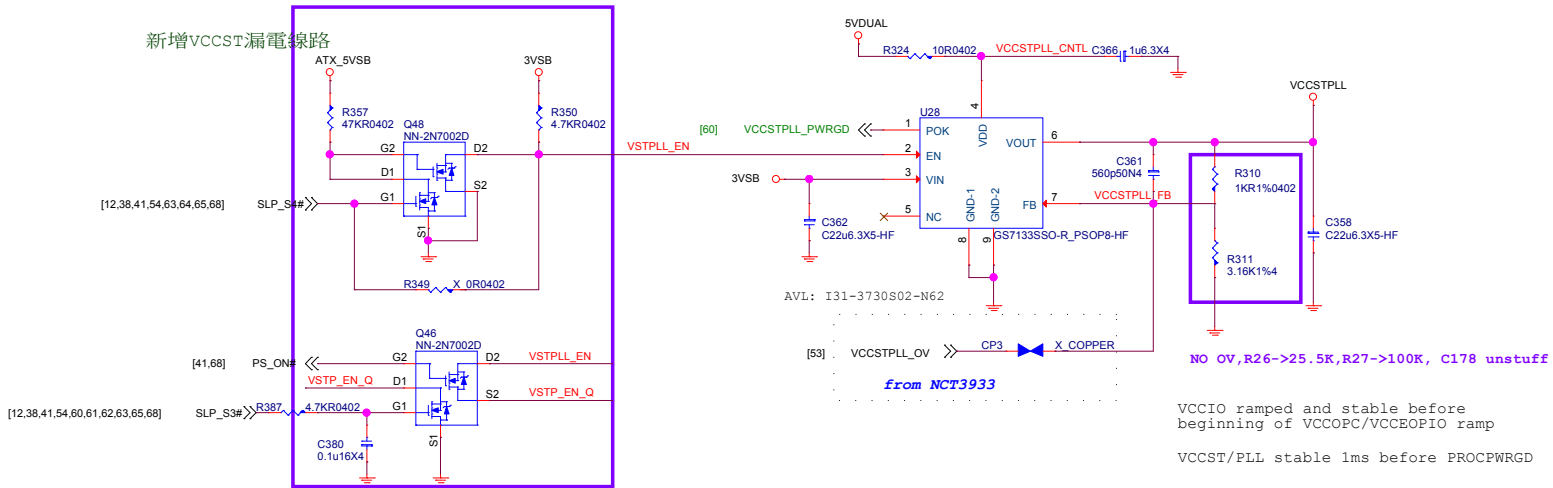 新增VCCST漏電線路
ATX_5VSB
3VSB
R357
47KR0402
Q48
NN-2N7002D
R350
4.7KR0402
G2
D2
D1
S2
G1
S1
[12,38,41,54,63,64,65,68]
SLP_S4#
VSTPLL_EN
R349
X_0R0402
Q46
NN-2N7002D
[41,68]
PS_ON#
G2
D2
VSTPLL_EN
VSTP_EN_Q
D1
S2
VSTP_EN_Q
[12,38,41,54,60,61,62,63,65,68]
SLP_S3#
R387
4.7KR0402
G1
S1
C380
0.1u16X4
5VDUAL
R324
10R0402
VCCSTPLL_CNTL
C366
1u6.3X4
U28
4
VDD
[60]
VCCSTPLL_PWRGD
1
POK
2
EN
3VSB
3
VIN
5
NC
VOUT
6
FB
7
GND-1
GND-2
8
9
GS7133SSO-R_PSOP8-HF
C362
C22u6.3X5-HF
VCCSTPLL
C361
560p50N4
VCCSTPLL_FB
R310
1KR1%0402
R311
3.16K1%4
C358
C22u6.3X5-HF
AVL: I31-3730S02-N62
[53]
VCCSTPLL_OV
CP3
X_COPPER
from NCT3933
NO OV,R26->25.5K,R27->100K, C178 unstuff
VCCIO ramped and stable before
beginning of VCCOPC/VCCEOPIO ramp
VCCST/PLL stable 1ms before PROCPWRGD